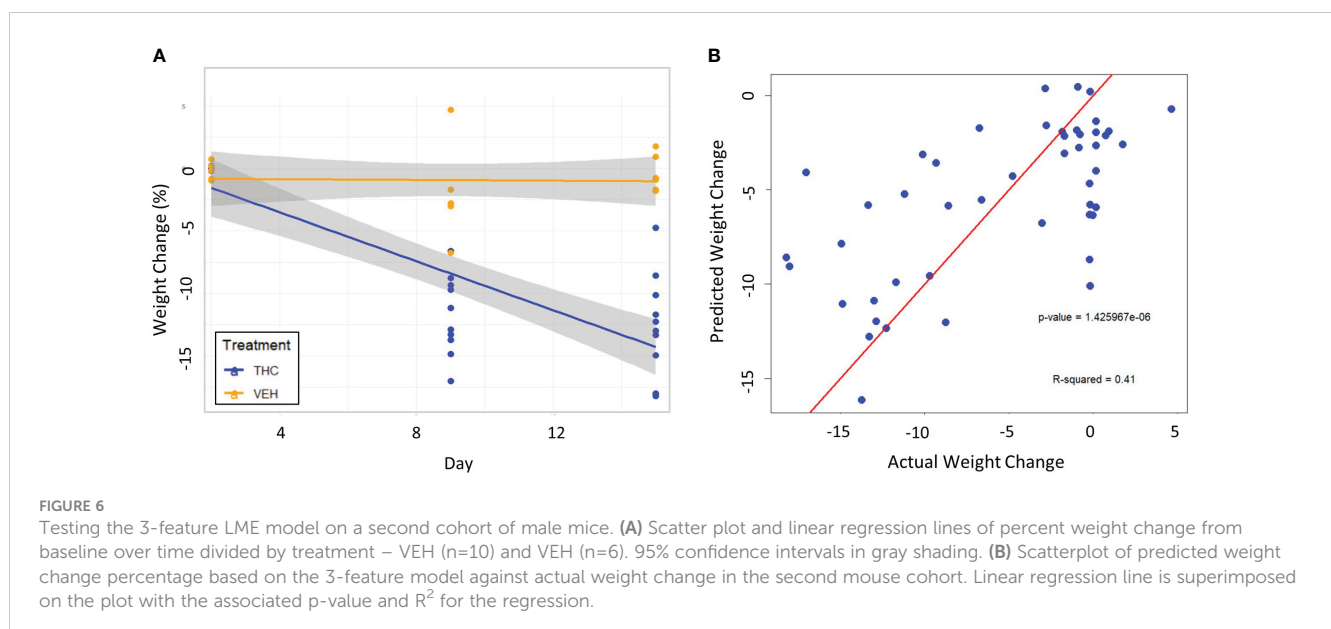 A
B
5
0
-5
-10
-15
Weight Change (%)
Treatment
THC
VEH
4
8
12
Day
0
-5
-10
-15
Predicted Weight Change
p-value = 1.425967e-06
R-squared = 0.41
-15
-10
-5
0
5
Actual Weight Change
FIGURE 6
Testing the 3-feature LME model on a second cohort of male mice. (A) Scatter plot and linear regression lines of percent weight change from
baseline over time divided by treatment – VEH (n=10) and VEH (n=6). 95% confidence intervals in gray shading. (B) Scatterplot of predicted weight
change percentage based on the 3-feature model against actual weight change in the second mouse cohort. Linear regression line is superimposed
on the plot with the associated p-value and R² for the regression.